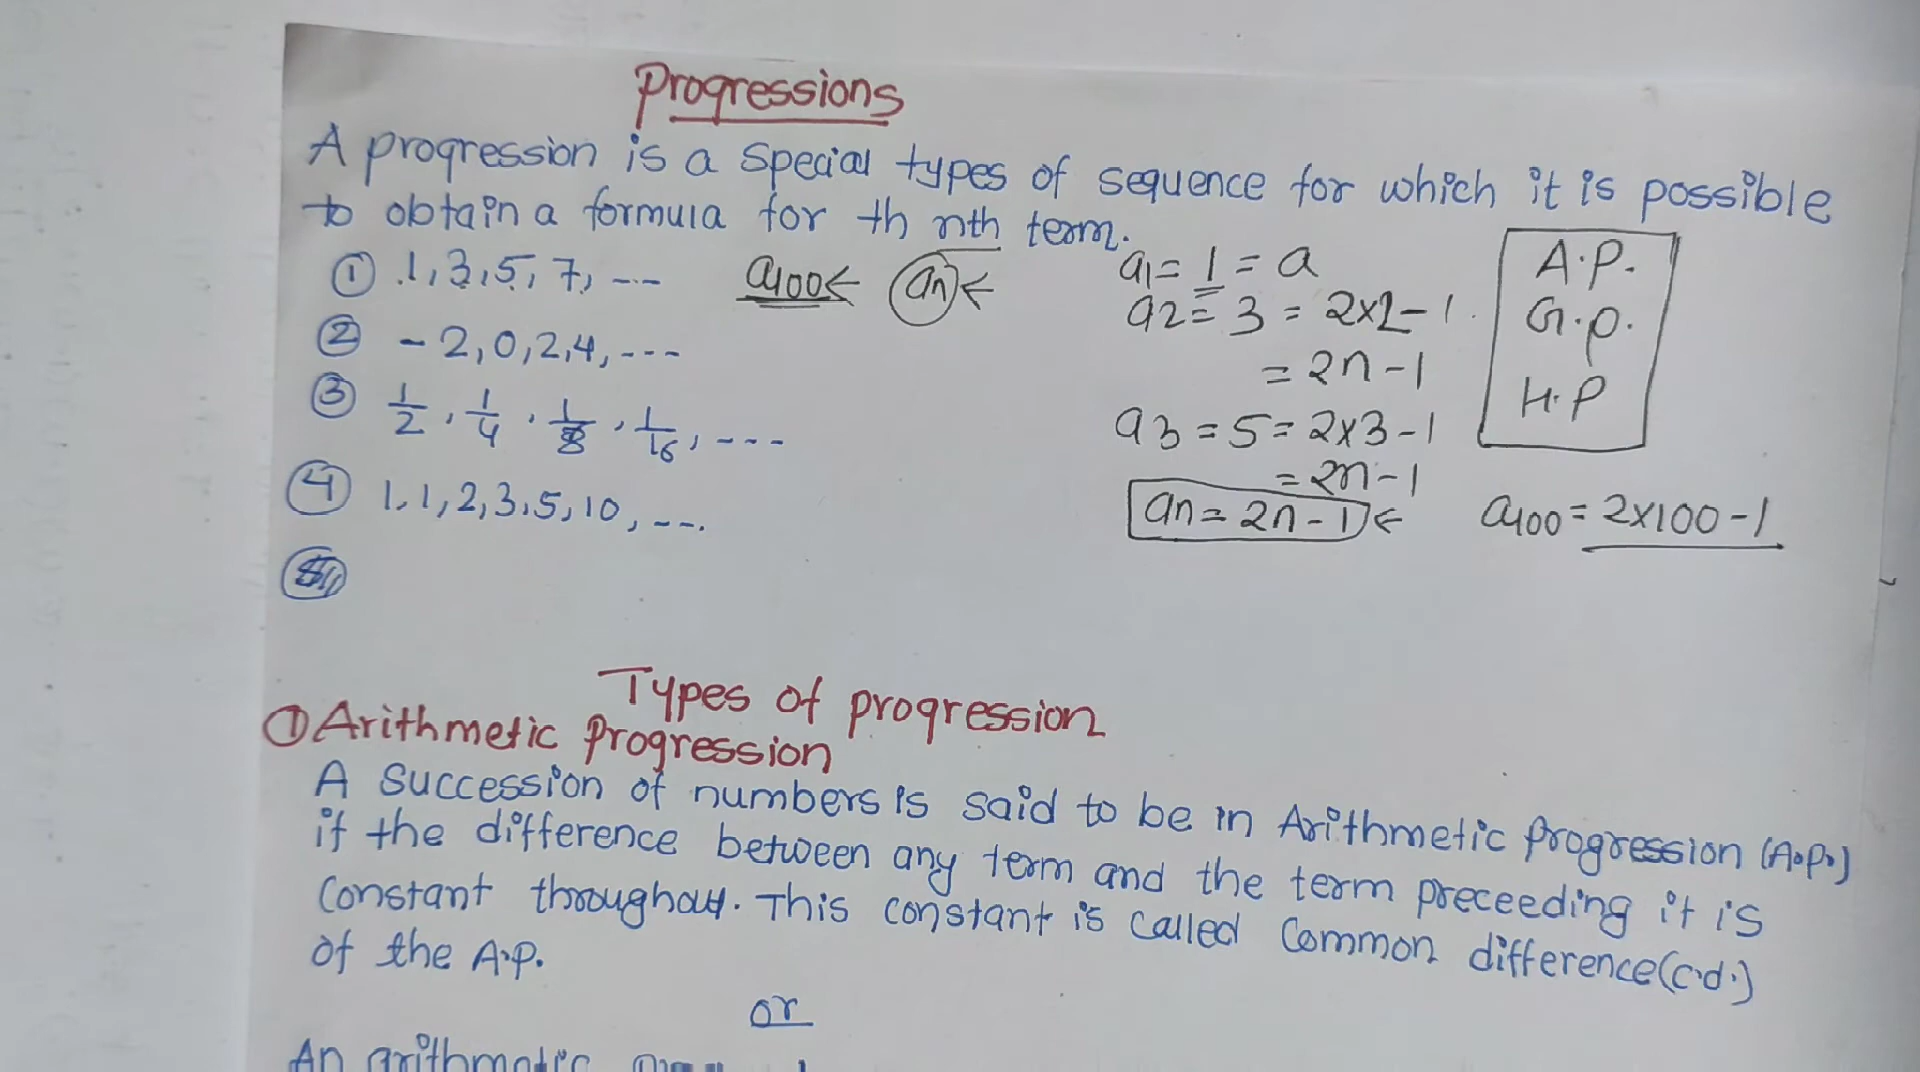 Progressions
A progression is a special types of sequence for which it is possible
to obtain a formula for th nth term.
① 1, 3, 5, 7, ---
a100← an←
a1 = 1 = a
a2 = 3 = 2×2-1
= 2n-1
a3 = 5 = 2×3-1
= 2n-1
an = 2n-1 ←
A.P.
G.P.
H.P
a100 = 2×100-1
② -2, 0, 2, 4, ---
③ 1/2, 1/4, 1/8, 1/16, ---
④ 1, 1, 2, 3, 5, 10, ---.
Types of progression
① Arithmetic Progression
A succession of numbers is said to be in Arithmetic Progression (A.P.)
if the difference between any term and the term preceeding it is
Constant throughout. This constant is called Common difference(c.d.)
of the A.P.
or
An arithmetic